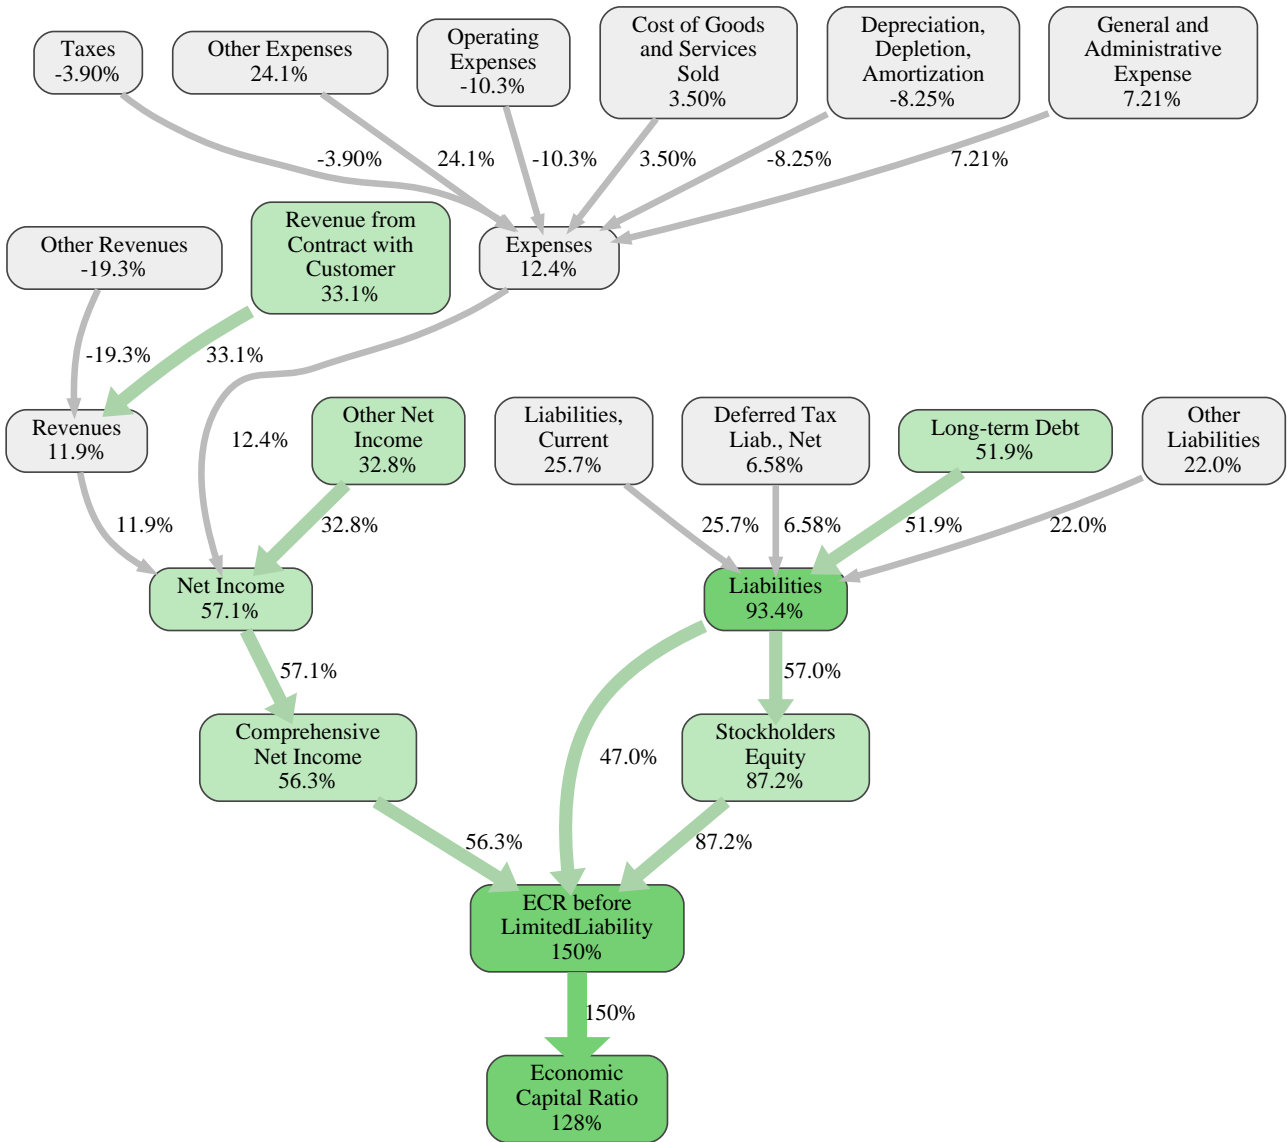 Taxes
-3.90%
Other Expenses
24.1%
Operating
Expenses
-10.3%
Cost of Goods
and Services
Sold
3.50%
Depreciation,
Depletion,
Amortization
-8.25%
General and
Administrative
Expense
7.21%
-3.90%
24.1%
-10.3%
3.50%
-8.25%
7.21%
Other Revenues
-19.3%
Revenue from
Contract with
Customer
33.1%
Expenses
12.4%
-19.3%
33.1%
Revenues
11.9%
12.4%
Other Net
Income
32.8%
Liabilities,
Current
25.7%
Deferred Tax
Liab., Net
6.58%
Long-term Debt
51.9%
Other
Liabilities
22.0%
11.9%
32.8%
25.7%
6.58%
51.9%
22.0%
Net Income
57.1%
Liabilities
93.4%
57.1%
57.0%
Comprehensive
Net Income
56.3%
47.0%
Stockholders
Equity
87.2%
56.3%
87.2%
ECR before
LimitedLiability
150%
150%
Economic
Capital Ratio
128%